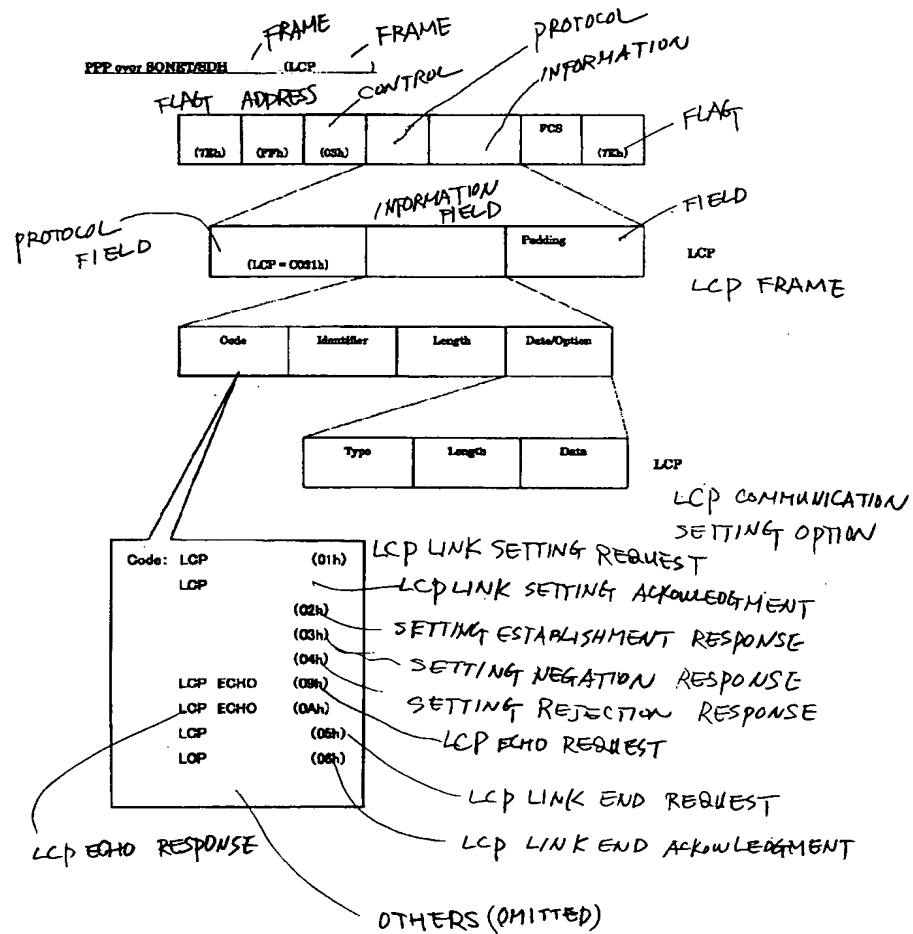 FRAME FRAME
PROTOCOL
PPP over SONET/SDH (LCP )
INFORMATION
FLAG ADDRESS CONTROL
FCS
FLAG
(7Eh) (FFh) (03h) (7Eh)
INFORMATION
FIELD
FIELD
PROTOCOL
FIELD
Padding
(LCP = C021h)
LCP
LCP FRAME
Code Identifier Length Data/Option
Type Length Data
LCP
LCP COMMUNICATION
SETTING OPTION
Code: LCP (01h) LCP LINK SETTING REQUEST
LCP LCP LINK SETTING ACKOWLEDGMENT
(02h) SETTING ESTABLISHMENT RESPONSE
(03h) SETTING NEGATION RESPONSE
(04h) SETTING REJECTION RESPONSE
LCP ECHO (09h) LCP ECHO REQUEST
LCP ECHO (0Ah)
LCP (05h) LCP LINK END REQUEST
LCP (06h) LCP LINK END ACKOWLEDGMENT
LCP ECHO RESPONSE
OTHERS (OMITTED)